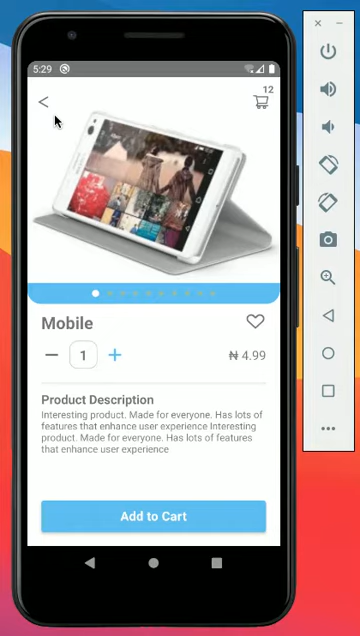 5:29
12
<
Mobile
1
₦ 4.99
Product Description
Interesting product. Made for everyone. Has lots of
features that enhance user experience Interesting
product. Made for everyone. Has lots of features
that enhance user experience
Add to Cart